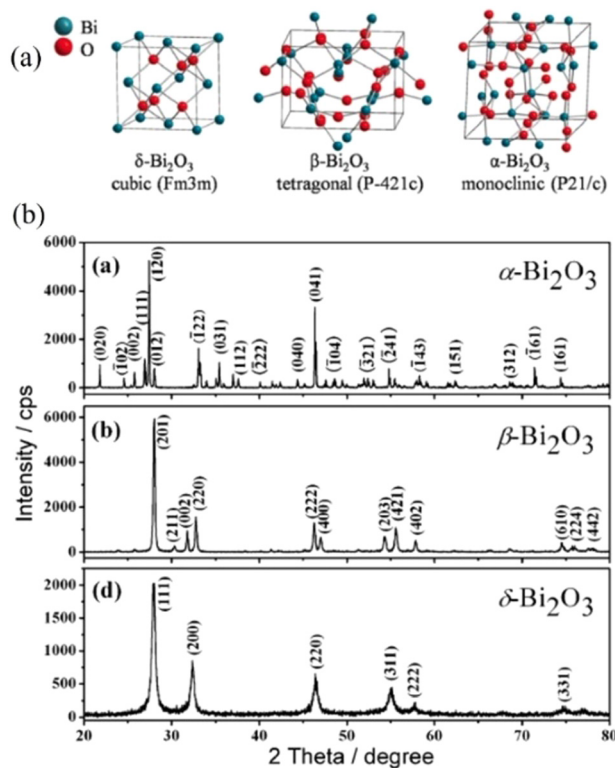 (a)
Bi
O
δ-Bi₂O₃
cubic (Fm3m)
β-Bi₂O₃
tetragonal (P-421c)
α-Bi₂O₃
monoclinic (P21/c)
(b)
Intensity / cps
6000
4000
2000
0
(a)
α-Bi₂O₃
(020)
(1̄02)
(002)
(111)
(1̄20)
(012)
(1̄22)
(031)
(112)
(2̄22)
(040)
(041)
(1̄04)
(3̄21)
(2̄41)
(1̄43)
(151)
(312)
(1̄61)
(161)
6000
4000
2000
0
(b)
β-Bi₂O₃
(201)
(211)
(002)
(220)
(222)
(400)
(203)
(421)
(402)
(610)
(224)
(442)
2000
1500
1000
500
0
(d)
δ-Bi₂O₃
(111)
(200)
(220)
(311)
(222)
(331)
20 30 40 50 60 70 80
2 Theta / degree